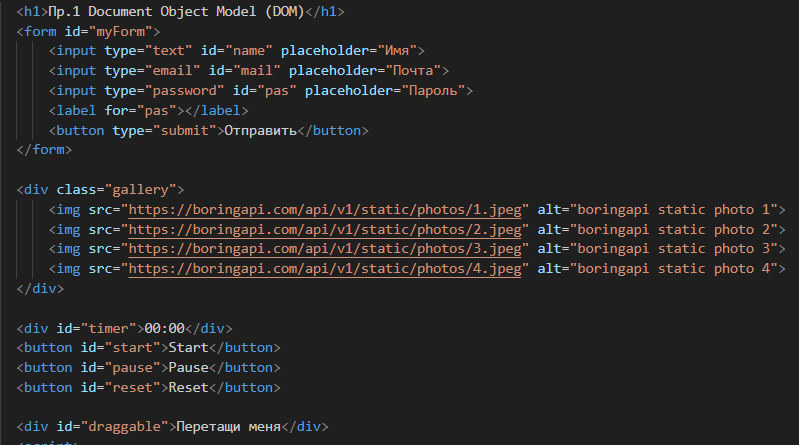 <h1>Пр.1 Document Object Model (DOM)</h1>
<form id="myForm">
<input type="text" id="name" placeholder="Имя">
<input type="email" id="mail" placeholder="Почта">
<input type="password" id="pas" placeholder="Пароль">
<label for="pas"></label>
<button type="submit">Отправить</button>
</form>
<div class="gallery">
<img src="https://boringapi.com/api/v1/static/photos/1.jpeg" alt="boringapi static photo 1">
<img src="https://boringapi.com/api/v1/static/photos/2.jpeg" alt="boringapi static photo 2">
<img src="https://boringapi.com/api/v1/static/photos/3.jpeg" alt="boringapi static photo 3">
<img src="https://boringapi.com/api/v1/static/photos/4.jpeg" alt="boringapi static photo 4">
</div>
<div id="timer">00:00</div>
<button id="start">Start</button>
<button id="pause">Pause</button>
<button id="reset">Reset</button>
<div id="draggable">Перетащи меня</div>
<script>